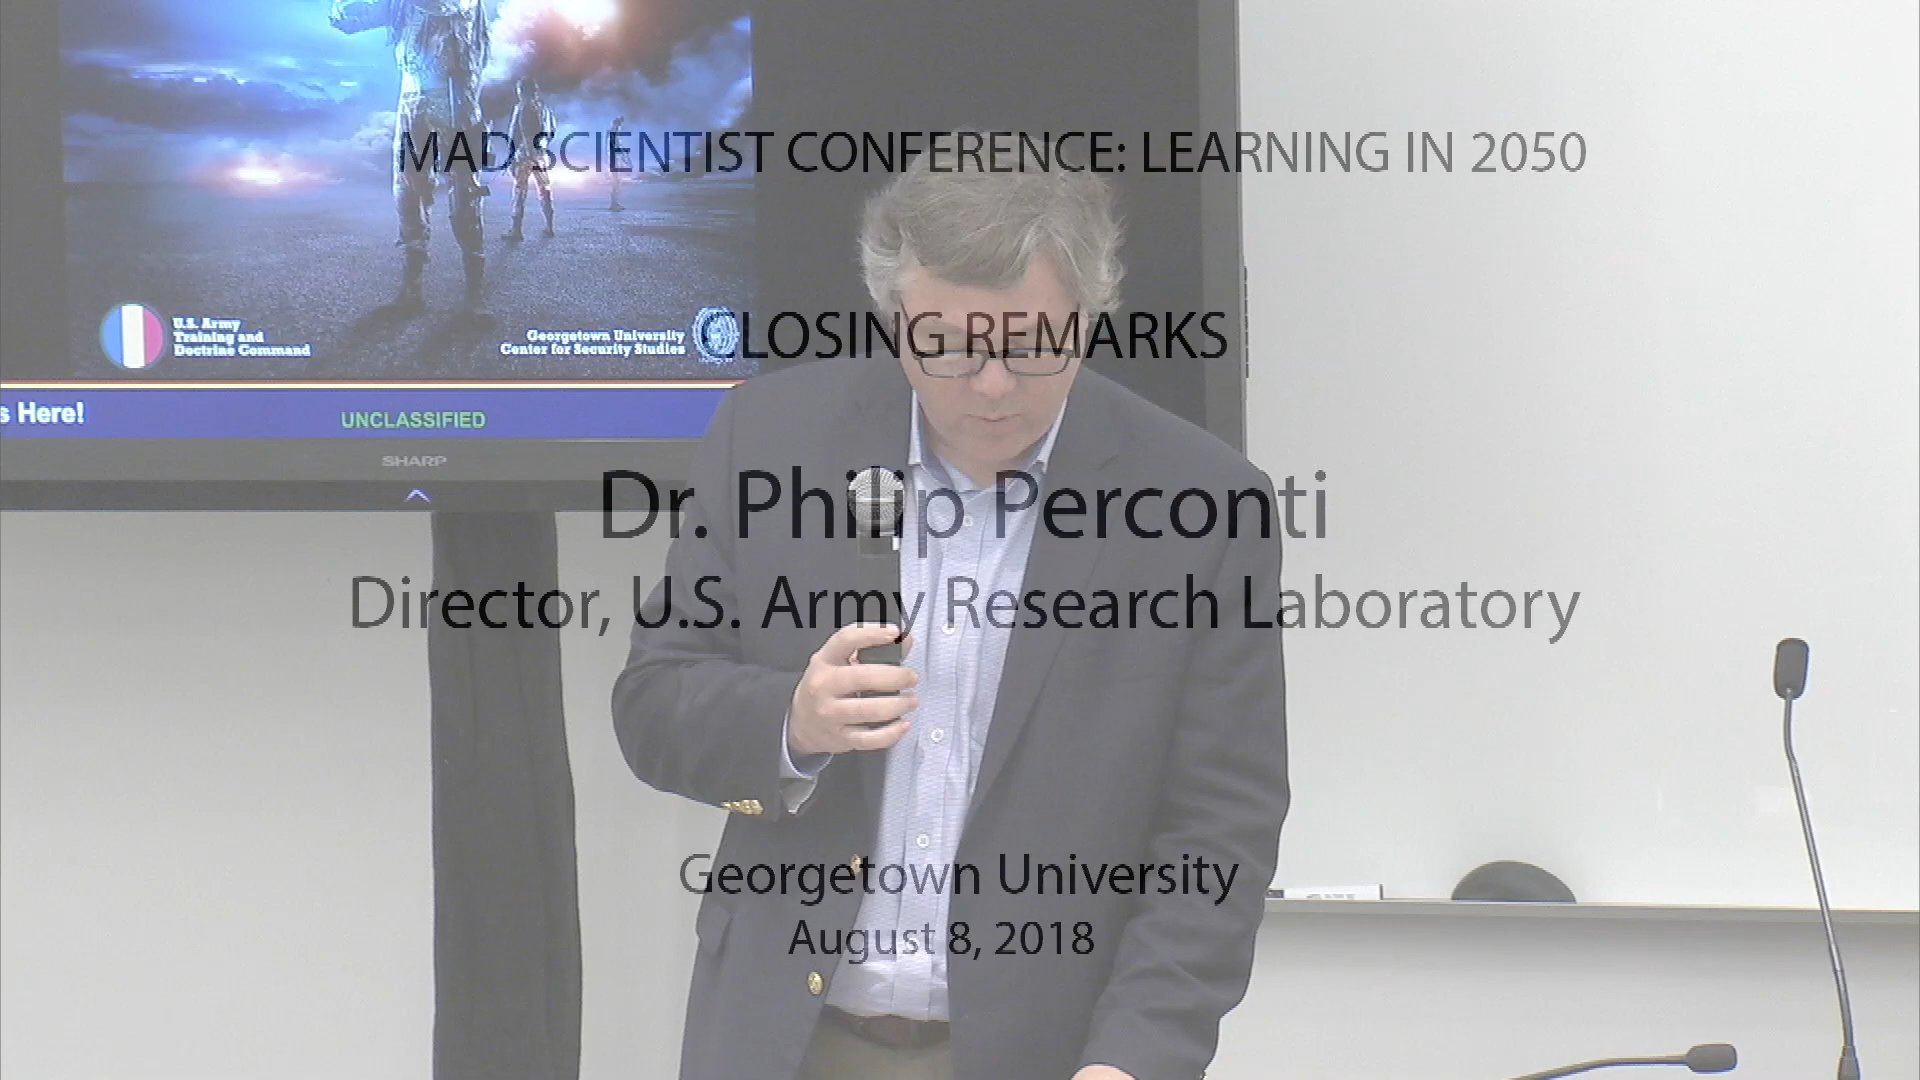 MAD SCIENTIST CONFERENCE: LEARNING IN 2050
CLOSING REMARKS
Dr. Philip Perconti
Director, U.S. Army Research Laboratory
Georgetown University
August 8, 2018
U.S. Army
Training and
Doctrine Command
Georgetown University
Center for Security Studies
s Here!
UNCLASSIFIED
SHARP